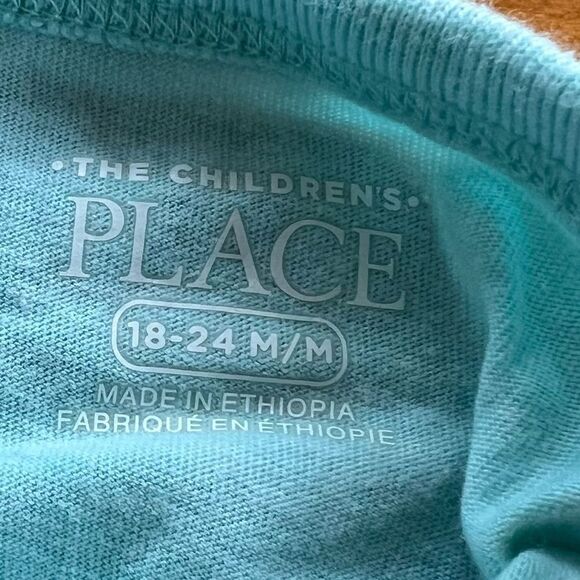 •THE CHILDREN'S•
PLACE
18-24 M/M
MADE IN ETHIOPIA
FABRIQUÉ EN ÉTHIOPIE